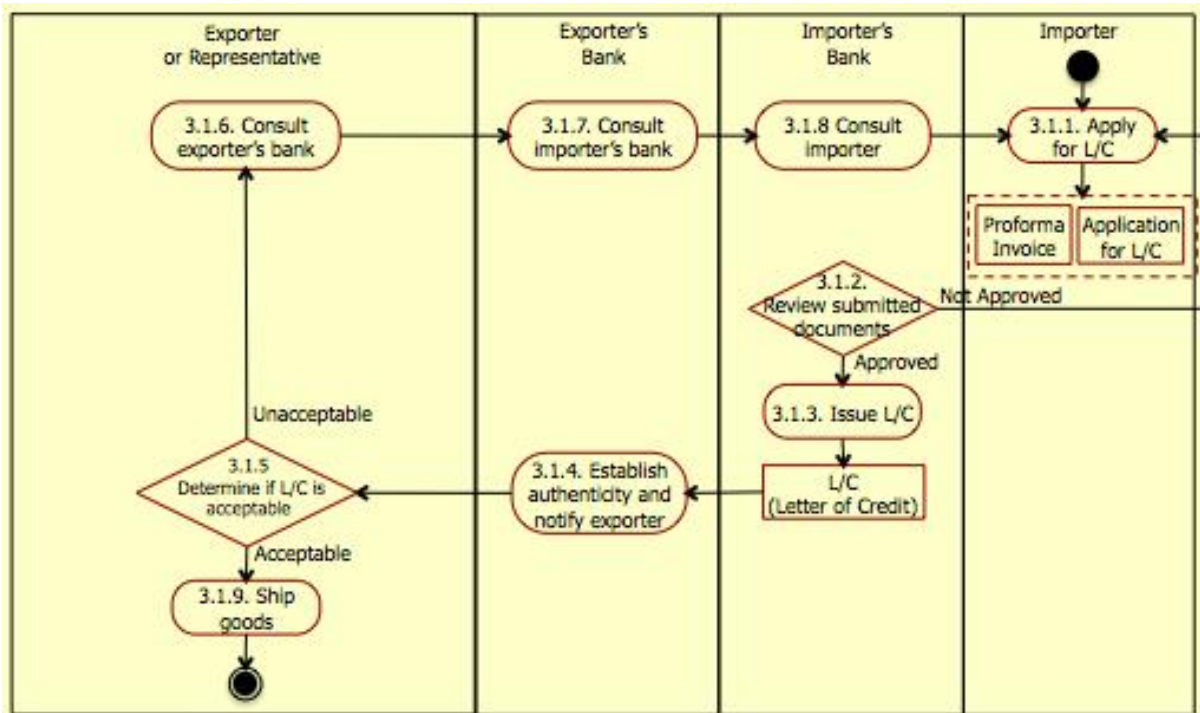 Exporter
or Representative
Exporter's
Bank
Importer's
Bank
Importer
3.1.6. Consult
exporter's bank
3.1.7. Consult
importer's bank
3.1.8 Consult
importer
3.1.1. Apply
for L/C
Proforma
Invoice
Application
for L/C
3.1.2.
Review submitted
documents
Not Approved
Approved
3.1.3. Issue L/C
L/C
(Letter of Credit)
3.1.4. Establish
authenticity and
notify exporter
Unacceptable
3.1.5
Determine if L/C is
acceptable
Acceptable
3.1.9. Ship
goods